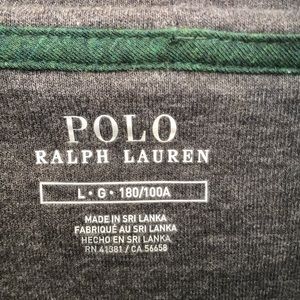 POLO
RALPH LAUREN
L • G • 180/100A
MADE IN SRI LANKA
FABRIQUÉ AU SRI LANKA
HECHO EN SRI LANKA
RN 41381 / CA 56658